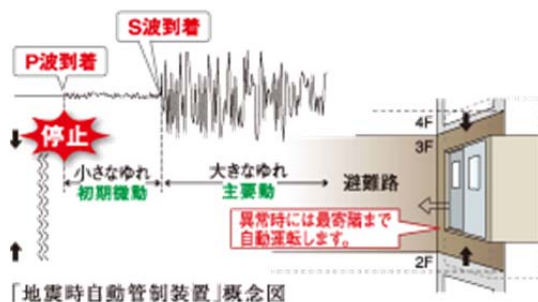 S波到着
P波到着
停止
小さなゆれ
初期微動
大きなゆれ
主要動
避難路
4F
3F
異常時には最寄階まで
自動運転します。
2F
「地震時自動管制装置」概念図